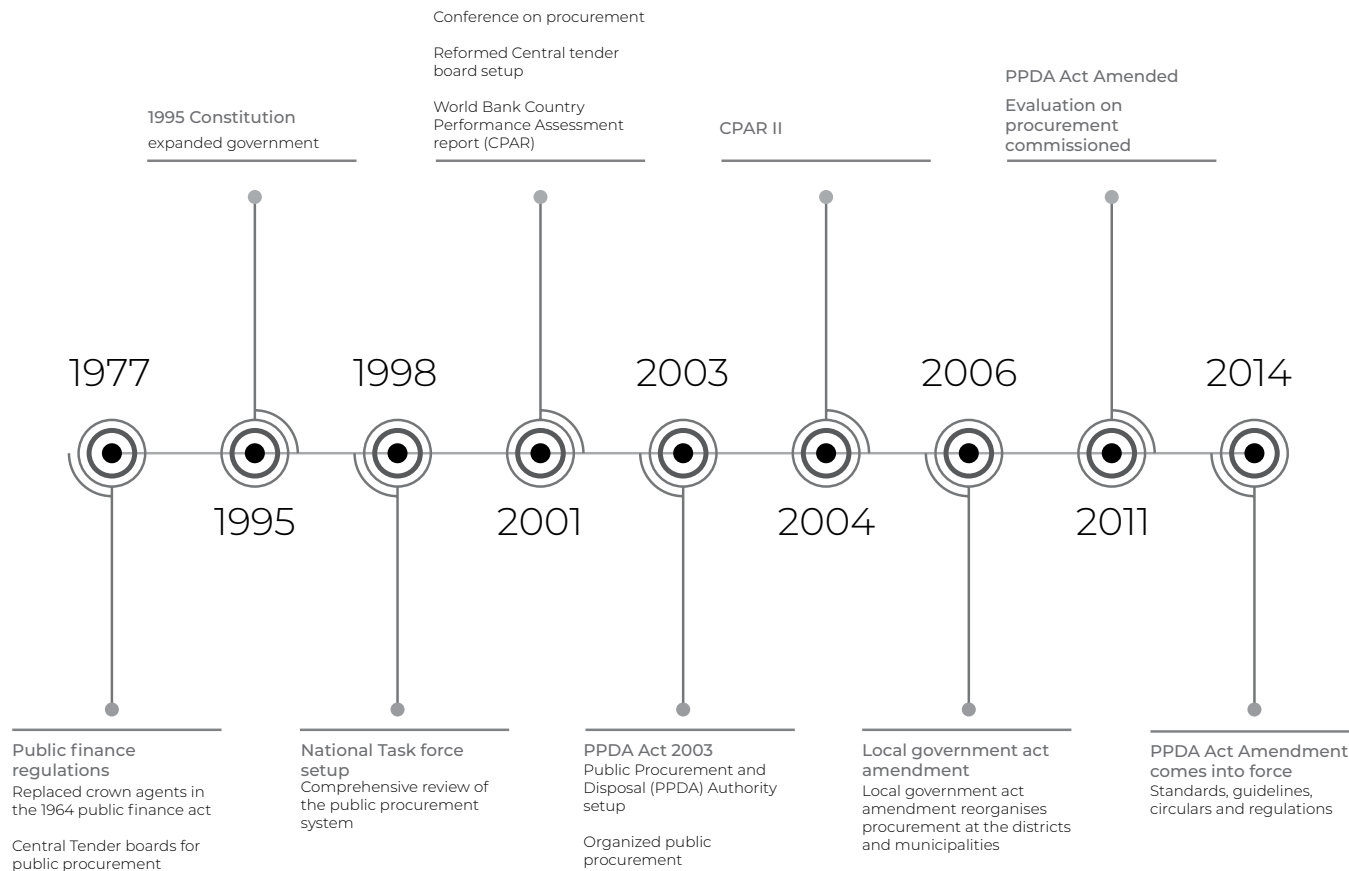 Conference on procurement
Reformed Central tender
board setup
World Bank Country
Performance Assessment
report (CPAR)
1995 Constitution
expanded government
CPAR II
PPDA Act Amended
Evaluation on
procurement
commissioned
1977
1998
2003
2006
2014
1995
2001
2004
2011
Public finance
regulations
Replaced crown agents in
the 1964 public finance act
Central Tender boards for
public procurement
National Task force
setup
Comprehensive review of
the public procurement
system
PPDA Act 2003
Public Procurement and
Disposal (PPDA) Authority
setup
Organized public
procurement
Local government act
amendment
Local government act
amendment reorganises
procurement at the districts
and municipalities
PPDA Act Amendment
comes into force
Standards, guidelines,
circulars and regulations